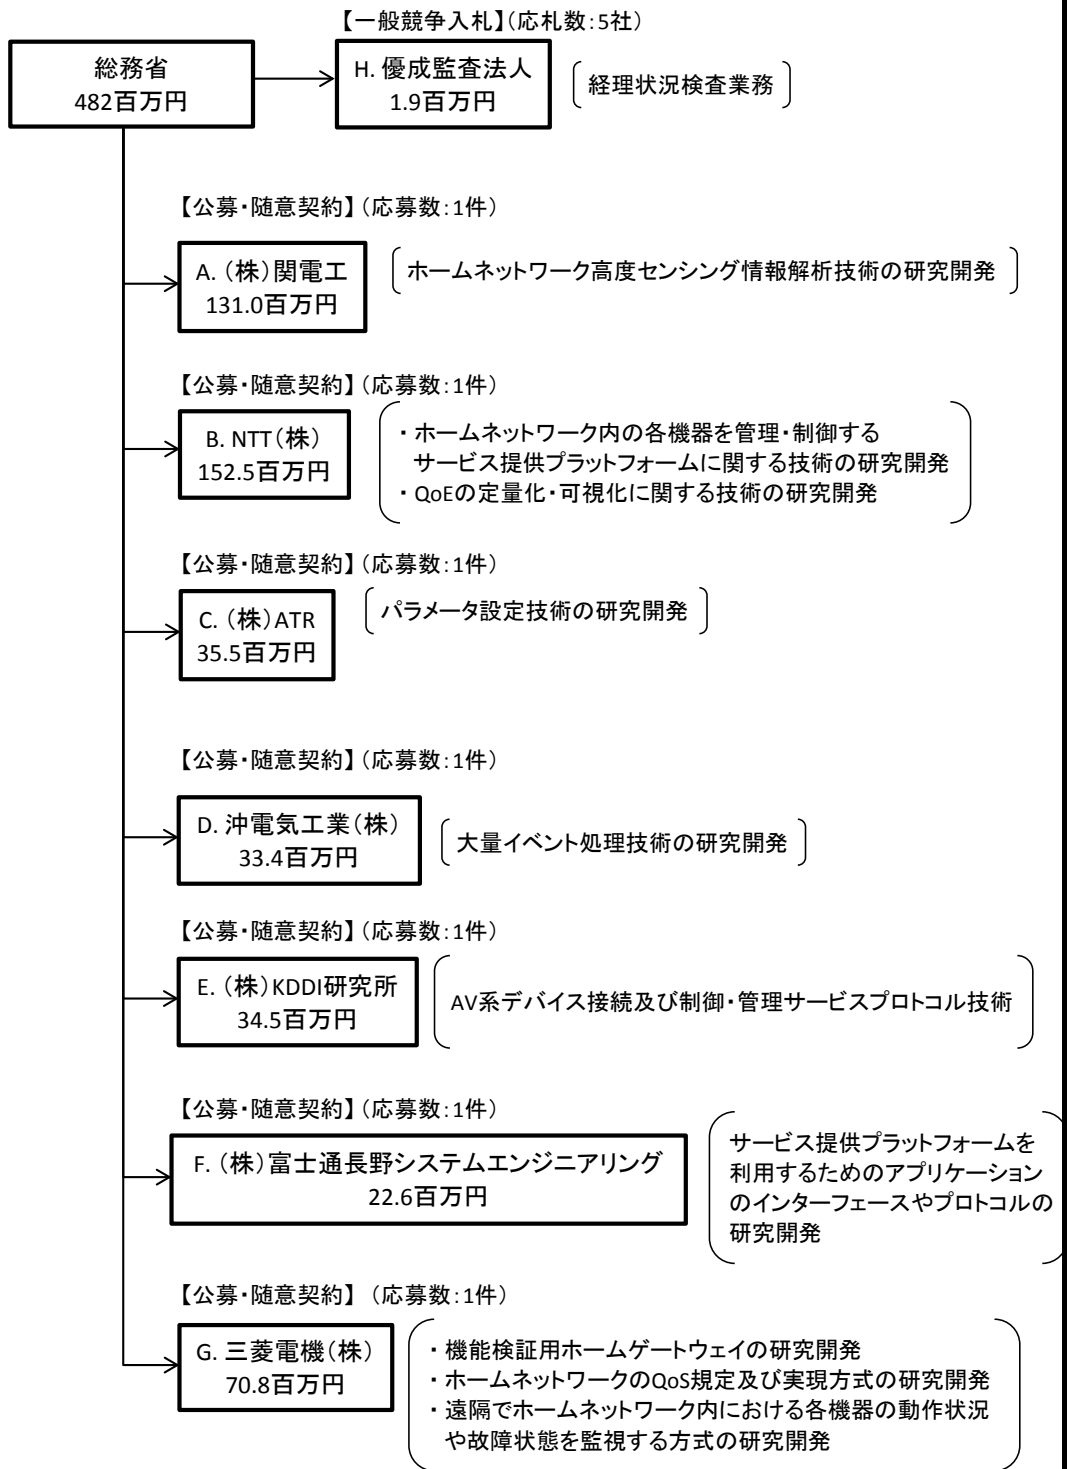 【一般競争入札】(応札数:5社)
総務省
482百万円
H. 優成監査法人
1.9百万円
経理状況検査業務
【公募・随意契約】(応募数:1件)
A. (株)関電工
131.0百万円
ホームネットワーク高度センシング情報解析技術の研究開発
【公募・随意契約】(応募数:1件)
B. NTT(株)
152.5百万円
・ホームネットワーク内の各機器を管理・制御する
サービス提供プラットフォームに関する技術の研究開発
・QoEの定量化・可視化に関する技術の研究開発
【公募・随意契約】(応募数:1件)
C. (株)ATR
35.5百万円
パラメータ設定技術の研究開発
【公募・随意契約】(応募数:1件)
D. 沖電気工業(株)
33.4百万円
大量イベント処理技術の研究開発
【公募・随意契約】(応募数:1件)
E. (株)KDDI研究所
34.5百万円
AV系デバイス接続及び制御・管理サービスプロトコル技術
【公募・随意契約】(応募数:1件)
F. (株)富士通長野システムエンジニアリング
22.6百万円
サービス提供プラットフォームを
利用するためのアプリケーション
のインターフェースやプロトコルの
研究開発
【公募・随意契約】 (応募数:1件)
G. 三菱電機(株)
70.8百万円
・機能検証用ホームゲートウェイの研究開発
・ホームネットワークのQoS規定及び実現方式の研究開発
・遠隔でホームネットワーク内における各機器の動作状況
や故障状態を監視する方式の研究開発